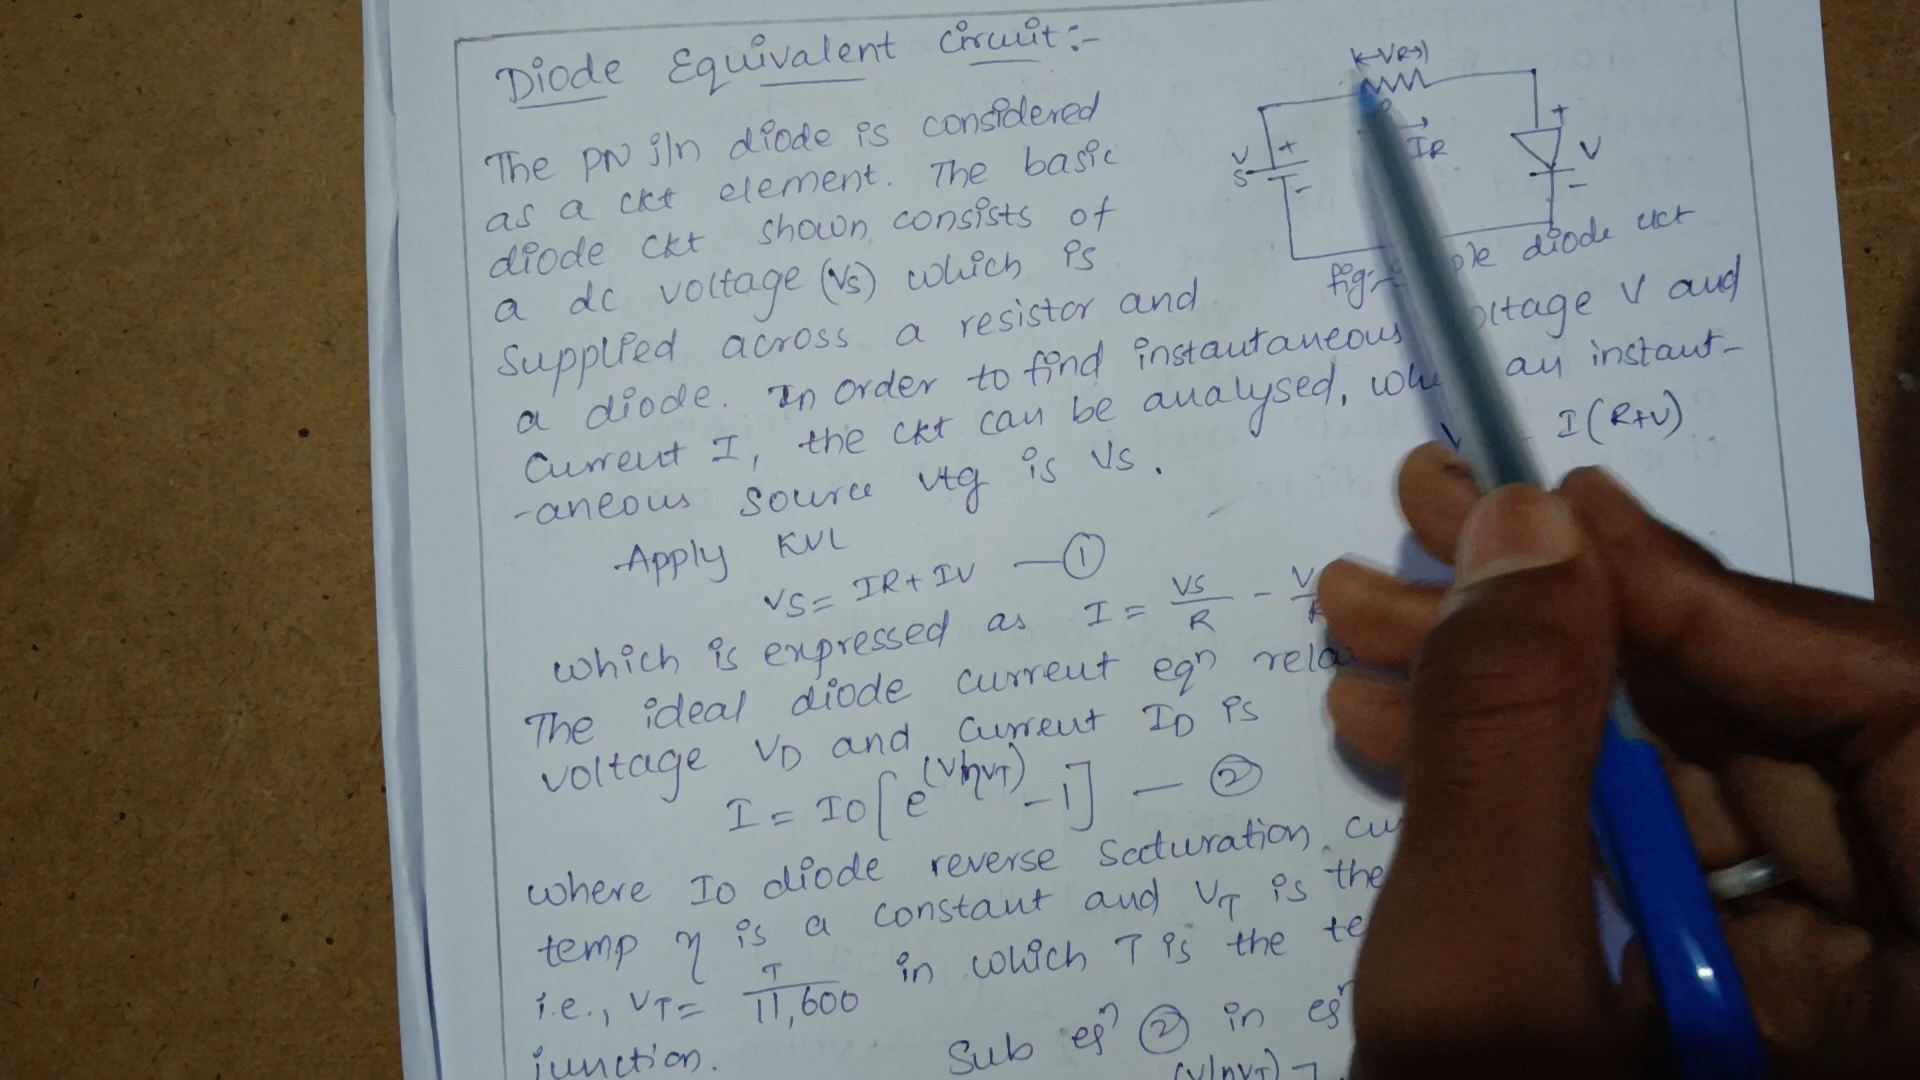 Diode Equivalent Circuit:-
The PN j/n diode is considered
as a ckt element. The basic
diode ckt shown consists of
a dc voltage (Vs) which is
supplied across a resistor and
a diode. In order to find instantaneous voltage V and
current I, the ckt can be analysed, an instant-
-aneous source vtg is Vs.
VR
IR
VS
+
-
+
V
-
fig:- diode ckt
I(R+V)
Apply KVL
VS = IR + IV — ①
which is expressed as I = VS/R - V/R
The ideal diode current eqn
voltage VD and current ID is
I = IO [e^(V/ηVT) - 1] — ②
where IO diode reverse saturation
temp η is a constant and VT is the
i.e., VT = T/11,600 in which T is the
junction. Sub eqn ② in eqn
(V/ηVT)